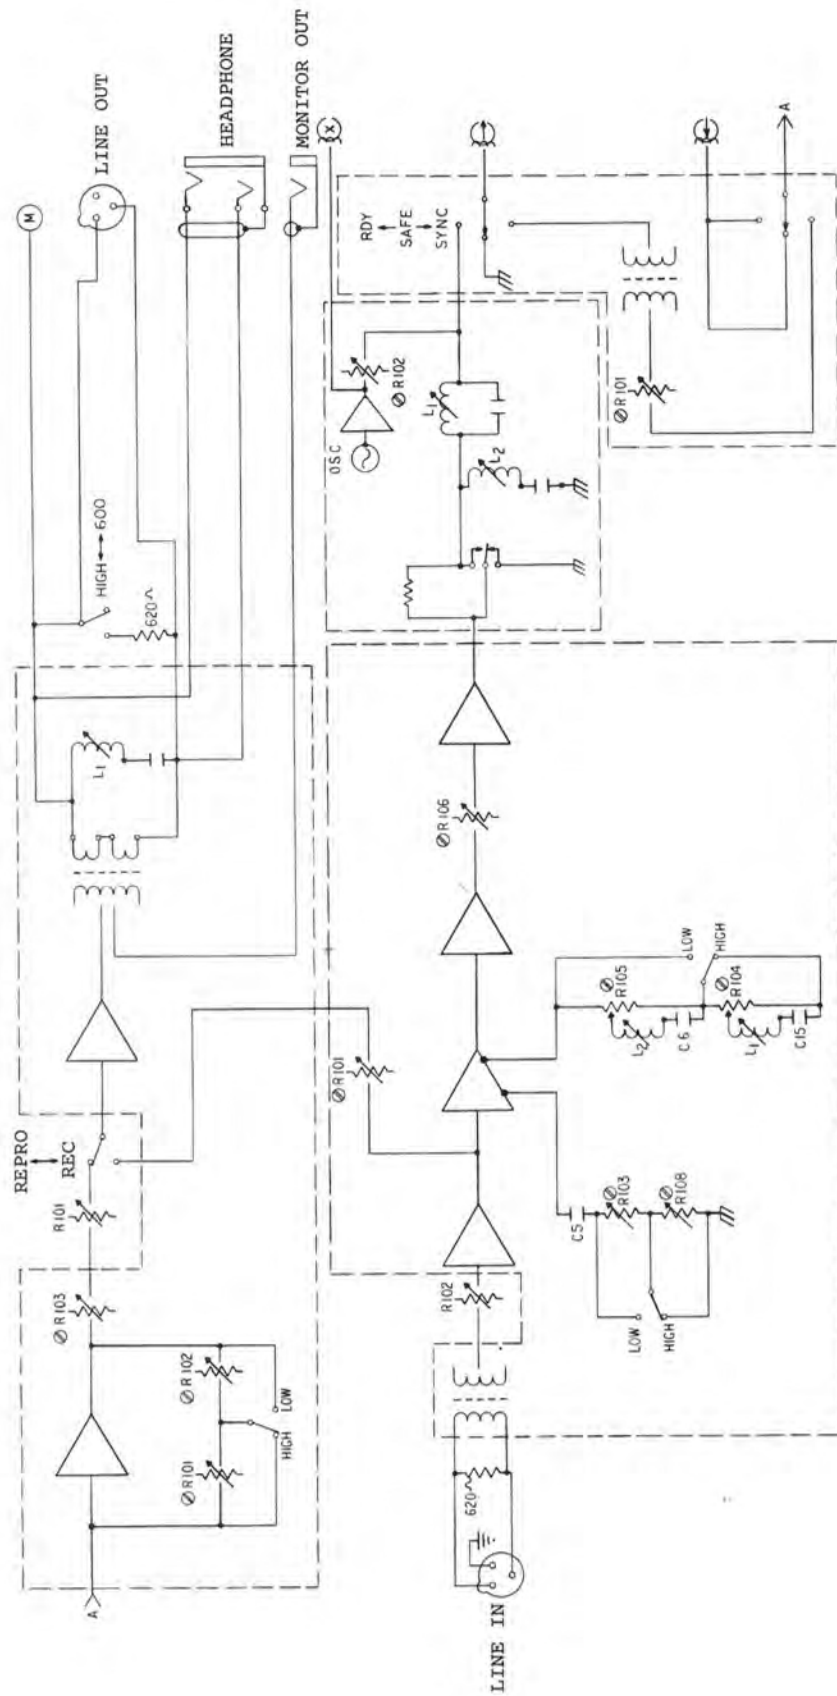 LINE OUT
HEADPHONE
MONITOR OUT
M
X
HIGH ↔ 600
620Ω
L1
REPRO
REC
R101
⊘R103
⊘R102
⊘R101
LOW
HIGH
A
RDY
SAFE
SYNC
OSC
⊘R102
L1
L2
⊘R101
A
⊘R101
⊘R106
LOW
HIGH
⊘R105
L2
C6
⊘R104
L1
C15
C5
⊘R103
⊘R108
LOW
HIGH
R102
620Ω
LINE IN